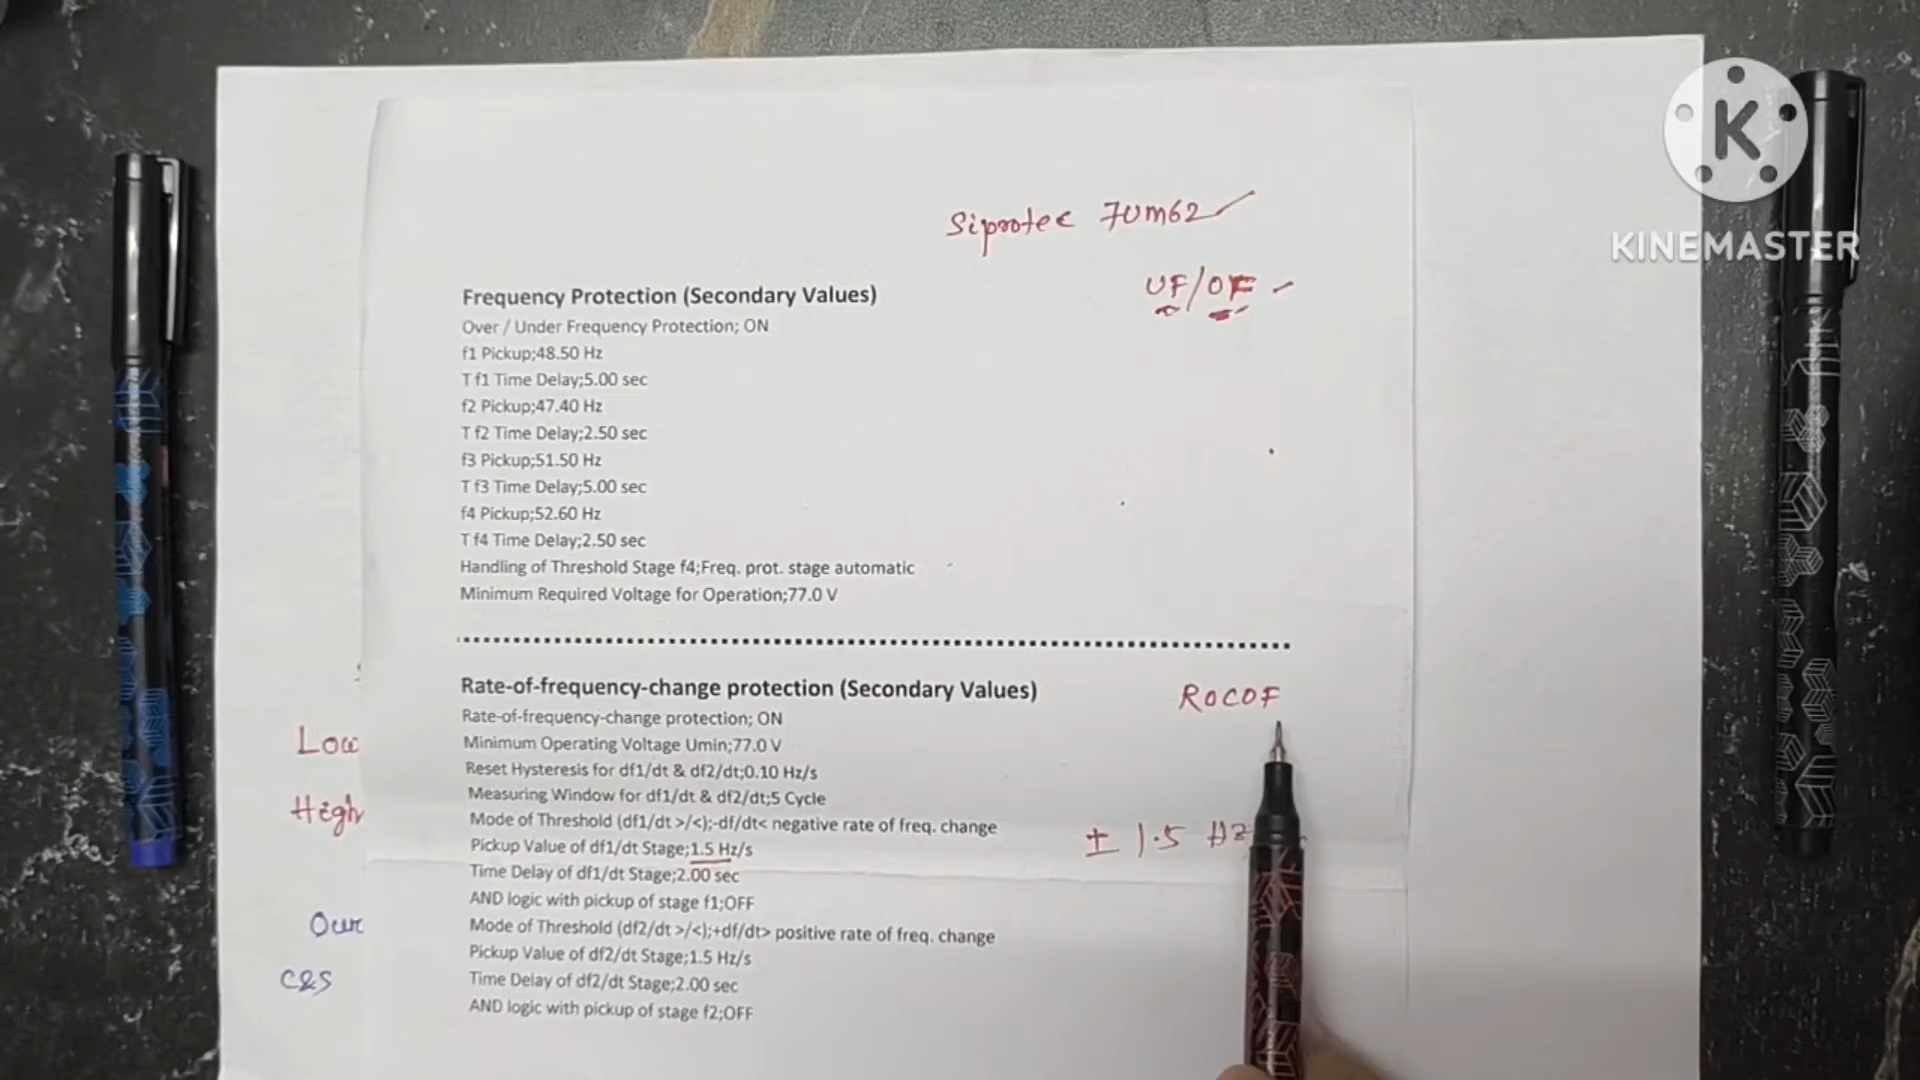 K
KINEMASTER
Siprotec 7UM62
UF/OF
Frequency Protection (Secondary Values)
Over / Under Frequency Protection; ON
f1 Pickup;48.50 Hz
T f1 Time Delay;5.00 sec
f2 Pickup;47.40 Hz
T f2 Time Delay;2.50 sec
f3 Pickup;51.50 Hz
T f3 Time Delay;5.00 sec
f4 Pickup;52.60 Hz
T f4 Time Delay;2.50 sec
Handling of Threshold Stage f4;Freq. prot. stage automatic
Minimum Required Voltage for Operation;77.0 V
Rate-of-frequency-change protection (Secondary Values)
ROCOF
Rate-of-frequency-change protection; ON
Low
Minimum Operating Voltage Umin;77.0 V
Reset Hysteresis for df1/dt & df2/dt;0.10 Hz/s
Measuring Window for df1/dt & df2/dt;5 Cycle
High
Mode of Threshold (df1/dt >/<);-df/dt< negative rate of freq. change
± 1.5 Hz
Pickup Value of df1/dt Stage;1.5 Hz/s
Time Delay of df1/dt Stage;2.00 sec
AND logic with pickup of stage f1;OFF
Our
Mode of Threshold (df2/dt >/<);+df/dt> positive rate of freq. change
Pickup Value of df2/dt Stage;1.5 Hz/s
C&S
Time Delay of df2/dt Stage;2.00 sec
AND logic with pickup of stage f2;OFF